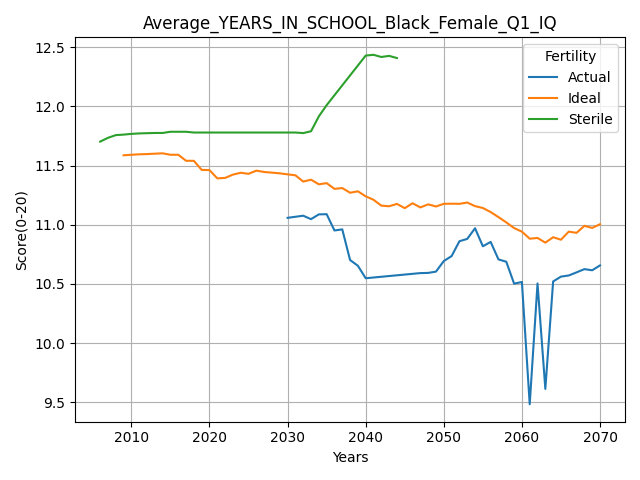 Average_YEARS_IN_SCHOOL_Black_Female_Q1_IQ
Fertility
Actual
Ideal
Sterile
Score(0-20)
12.5
12.0
11.5
11.0
10.5
10.0
9.5
2010 2020 2030 2040 2050 2060 2070
Years